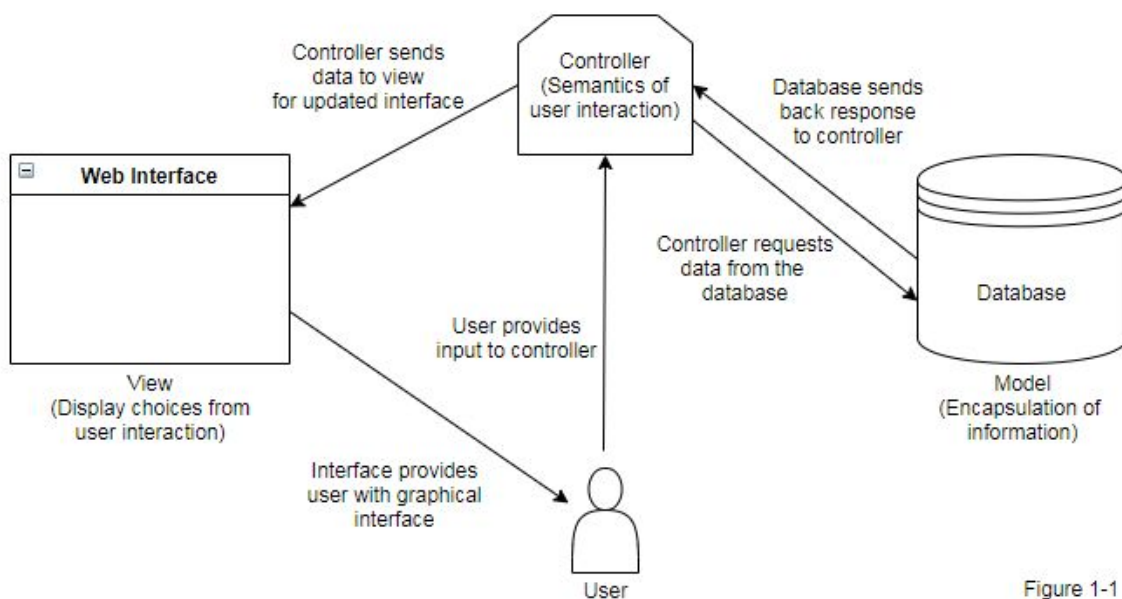 Controller sends
data to view
for updated interface
Controller
(Semantics of
user interaction)
Database sends
back response
to controller
Web Interface
Controller requests
data from the
database
Database
User provides
input to controller
View
(Display choices from
user interaction)
Model
(Encapsulation of
information)
Interface provides
user with graphical
interface
User
Figure 1-1